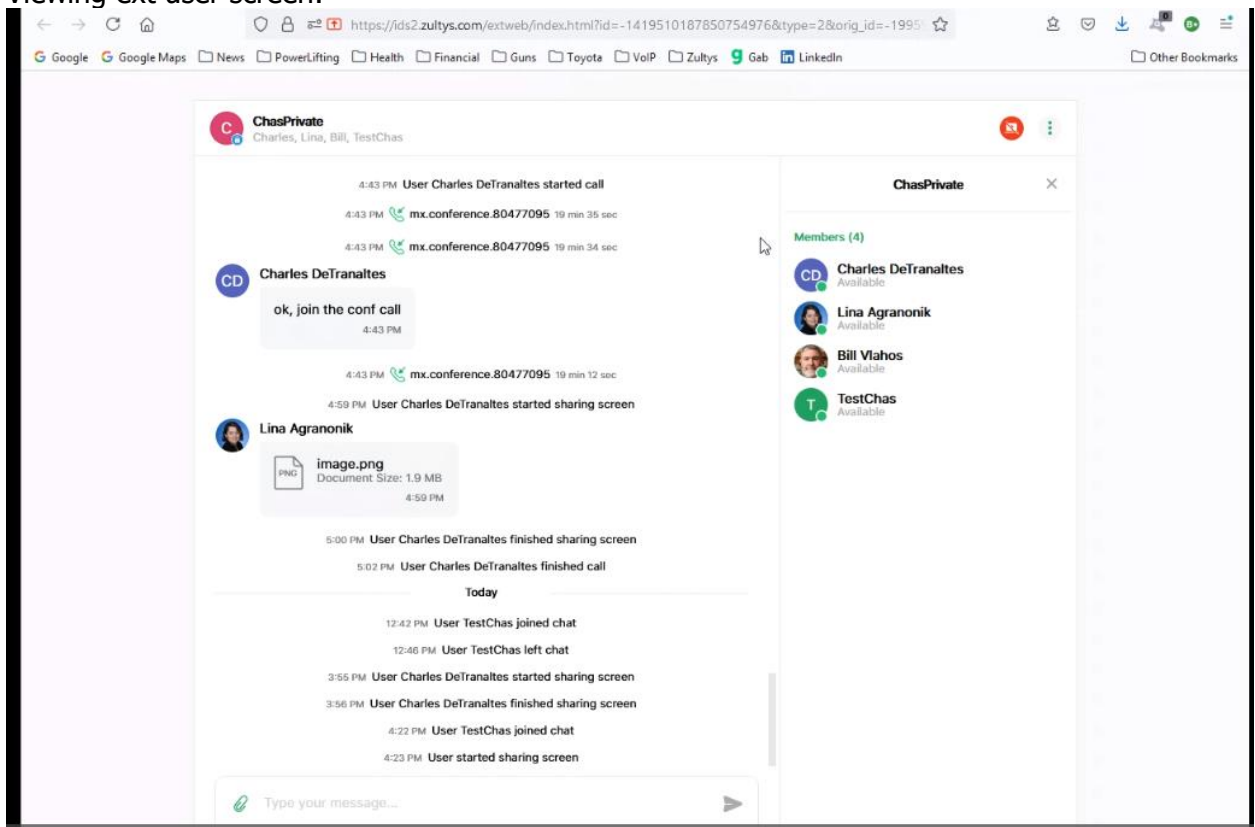 viewing ext user screen.
https://ids2.zultys.com/extweb/index.html?id=-1419510187850754976&type=2&orig_id=-1995
0
Google Google Maps News PowerLifting Health Financial Guns Toyota VoIP Zultys Gab LinkedIn Other Bookmarks
C ChasPrivate
Charles, Lina, Bill, TestChas
4:43 PM User Charles DeTranaltes started call
4:43 PM mx.conference.80477095 19 min 35 sec
4:43 PM mx.conference.80477095 19 min 34 sec
CD Charles DeTranaltes
ok, join the conf call
4:43 PM
4:43 PM mx.conference.80477095 19 min 12 sec
4:59 PM User Charles DeTranaltes started sharing screen
Lina Agranonik
PNG image.png
Document Size: 1.9 MB
4:59 PM
5:00 PM User Charles DeTranaltes finished sharing screen
5:02 PM User Charles DeTranaltes finished call
Today
12:42 PM User TestChas joined chat
12:46 PM User TestChas left chat
3:55 PM User Charles DeTranaltes started sharing screen
3:56 PM User Charles DeTranaltes finished sharing screen
4:22 PM User TestChas joined chat
4:23 PM User started sharing screen
Type your message...
ChasPrivate
Members (4)
CD Charles DeTranaltes
Available
Lina Agranonik
Available
Bill Vlahos
Available
T TestChas
Available